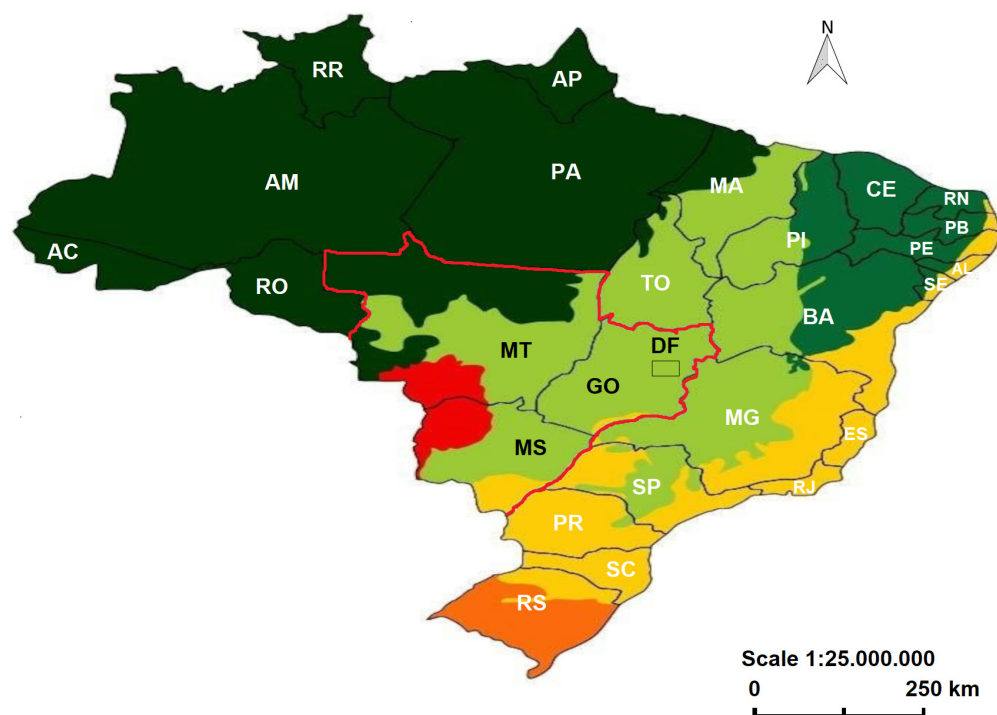 N
RR
AP
AM
PA
MA
CE
RN
PB
PI
PE
AC
AL
RO
TO
SE
BA
DF
MT
GO
MG
ES
MS
SP
RJ
PR
SC
RS
Scale 1:25.000.000
0 250 km